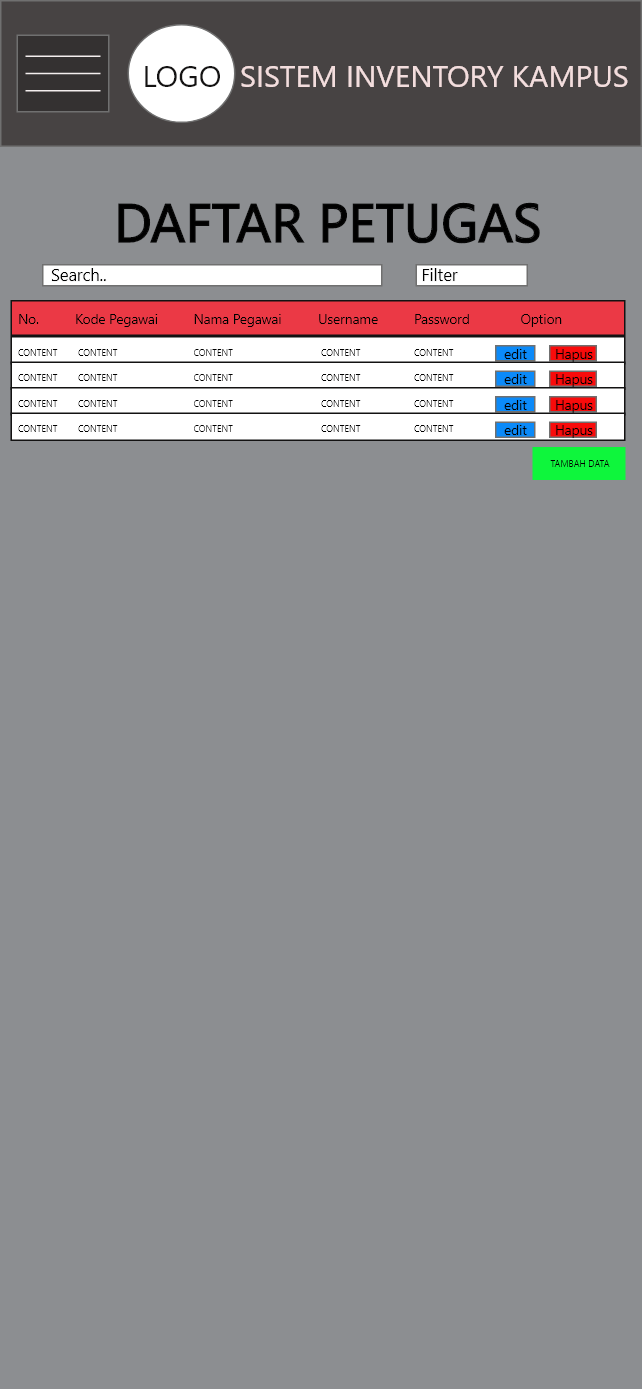 LOGO SISTEM INVENTORY KAMPUS
DAFTAR PETUGAS
Search.. Filter
No. Kode Pegawai Nama Pegawai Username Password Option
CONTENT CONTENT CONTENT CONTENT CONTENT edit Hapus
CONTENT CONTENT CONTENT CONTENT CONTENT edit Hapus
CONTENT CONTENT CONTENT CONTENT CONTENT edit Hapus
CONTENT CONTENT CONTENT CONTENT CONTENT edit Hapus
TAMBAH DATA